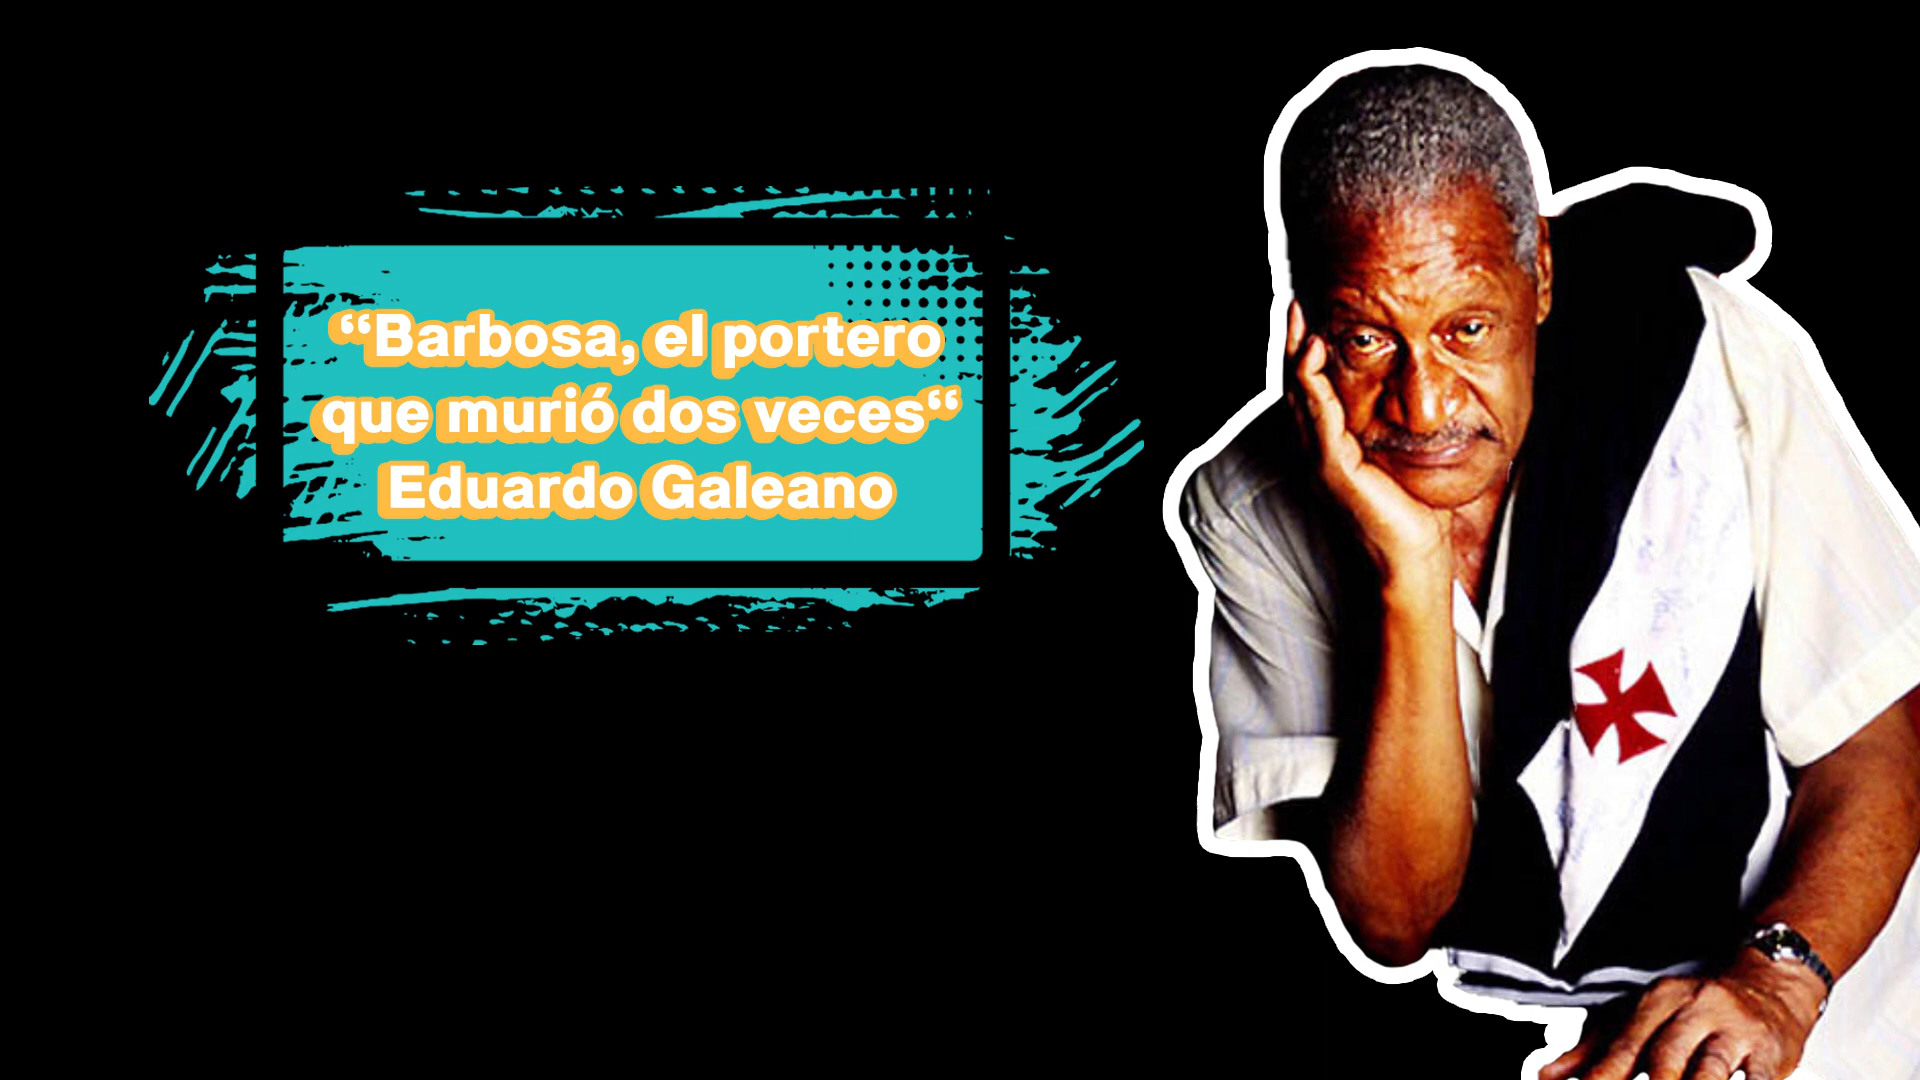 “Barbosa, el portero
que murió dos veces“
Eduardo Galeano